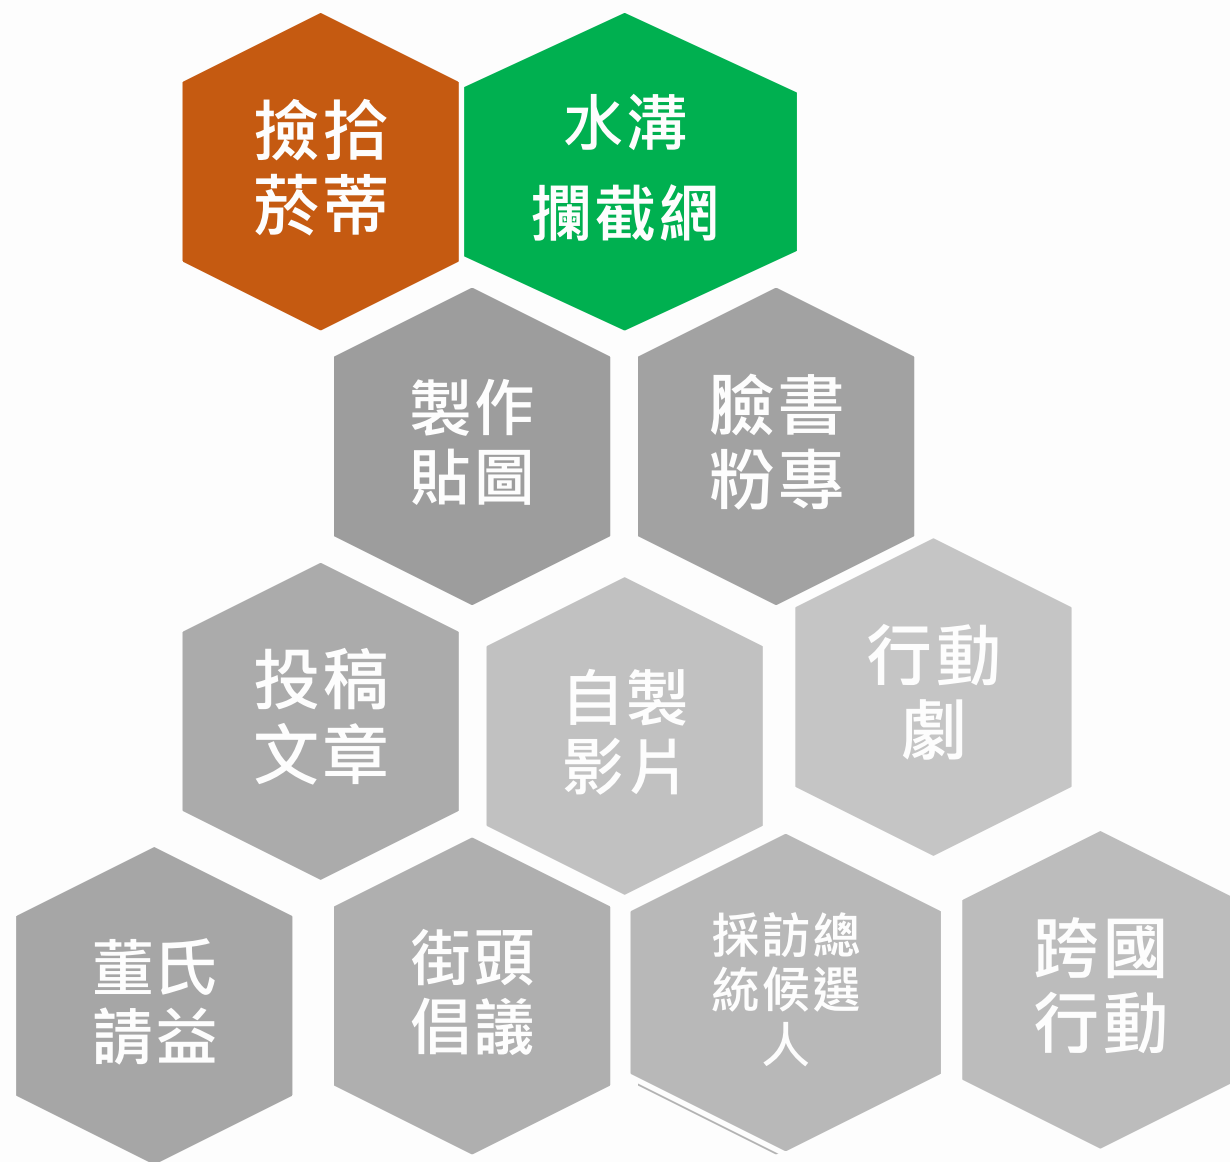 撿拾
菸蒂
水溝
攔截網
製作
貼圖
臉書
粉專
投稿
文章
自製
影片
行動
劇
董氏
請益
街頭
倡議
採訪總
統候選
人
跨國
行動